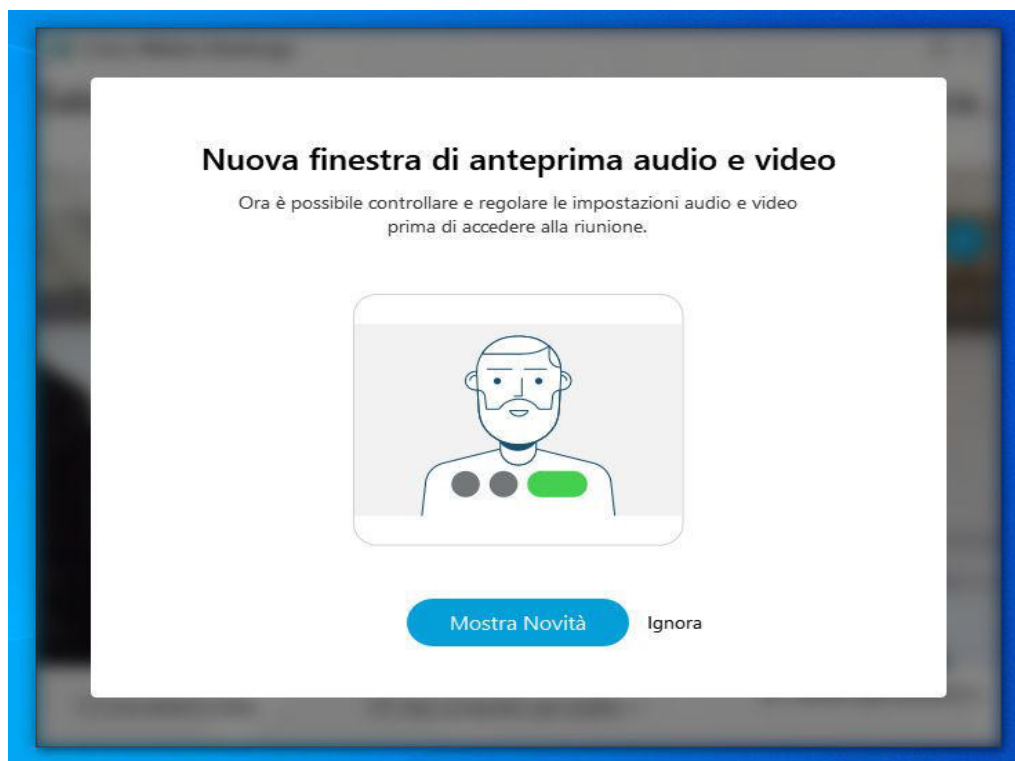 Nuova finestra di anteprima audio e video
Ora è possibile controllare e regolare le impostazioni audio e video
prima di accedere alla riunione.
Mostra Novità
Ignora